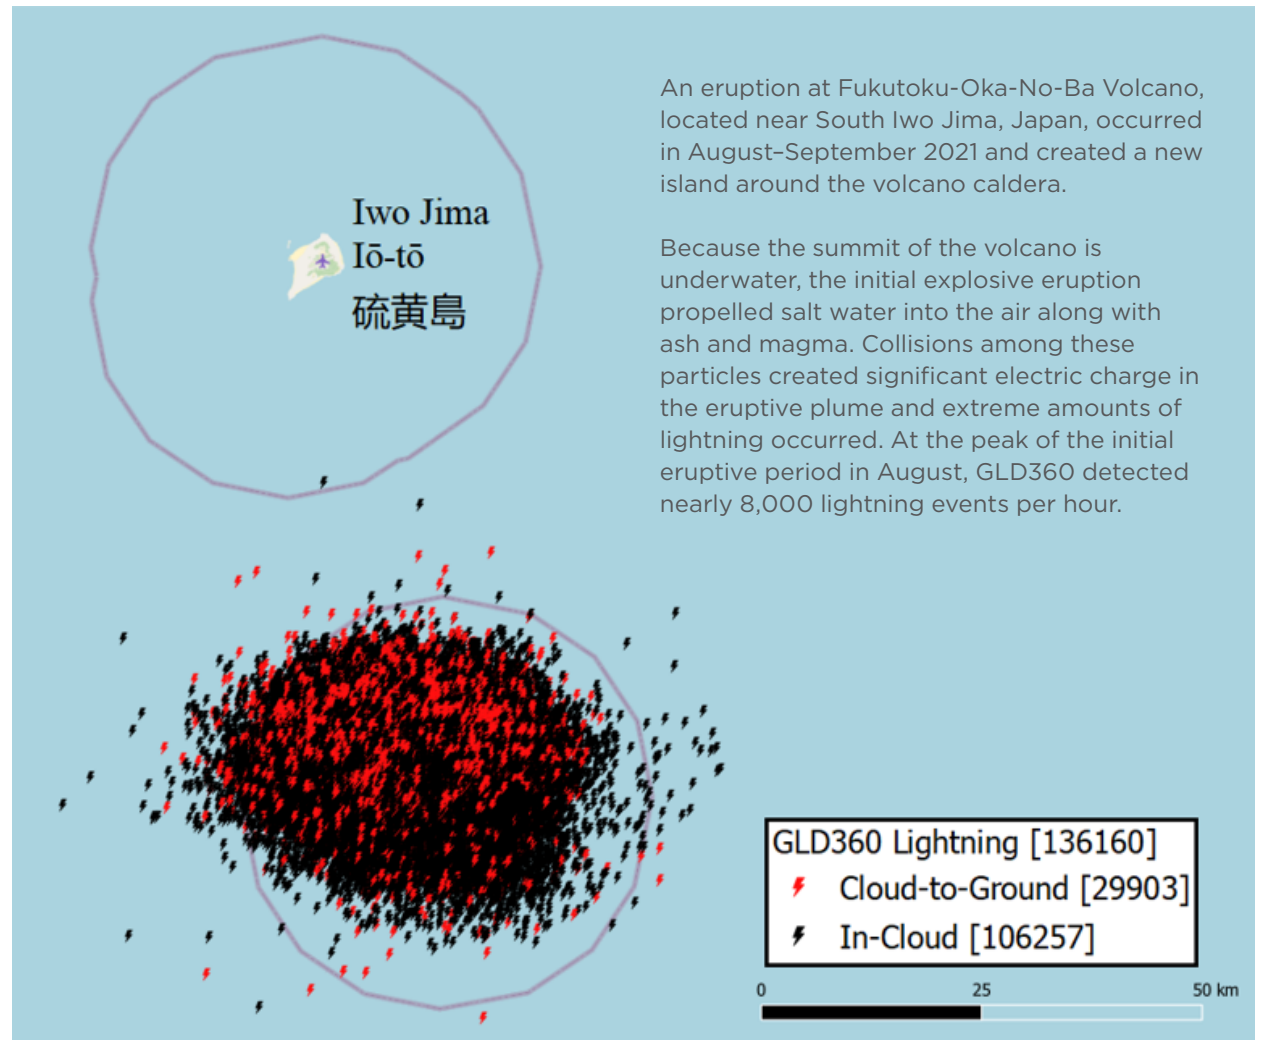 An eruption at Fukutoku-Oka-No-Ba Volcano,
located near South Iwo Jima, Japan, occurred
in August–September 2021 and created a new
island around the volcano caldera.
Because the summit of the volcano is
underwater, the initial explosive eruption
propelled salt water into the air along with
ash and magma. Collisions among these
particles created significant electric charge in
the eruptive plume and extreme amounts of
lightning occurred. At the peak of the initial
eruptive period in August, GLD360 detected
nearly 8,000 lightning events per hour.
Iwo Jima
Iō-tō
硫黄島
GLD360 Lightning [136160]
Cloud-to-Ground [29903]
In-Cloud [106257]
0 25 50 km